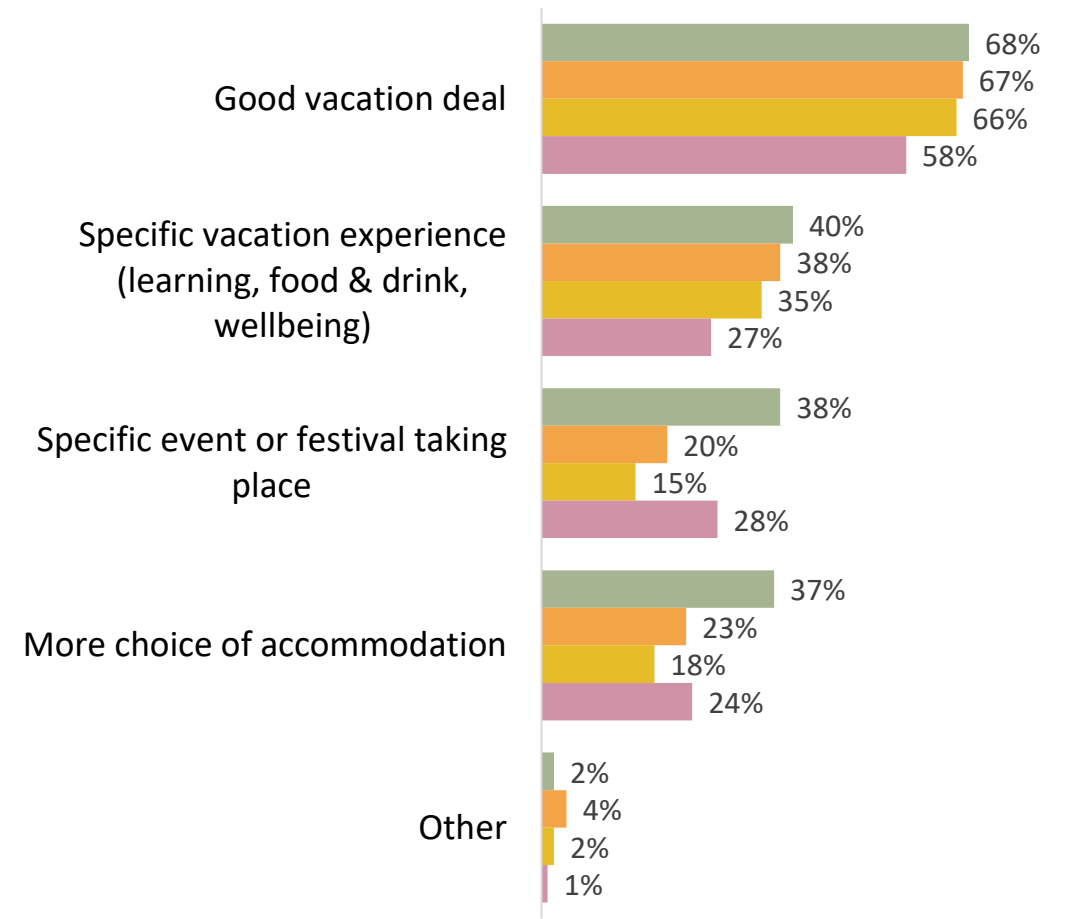 Good vacation deal
68%
67%
66%
58%
Specific vacation experience
(learning, food & drink,
wellbeing)
40%
38%
35%
27%
Specific event or festival taking
place
38%
20%
15%
28%
More choice of accommodation
37%
23%
18%
24%
Other
2%
4%
2%
1%